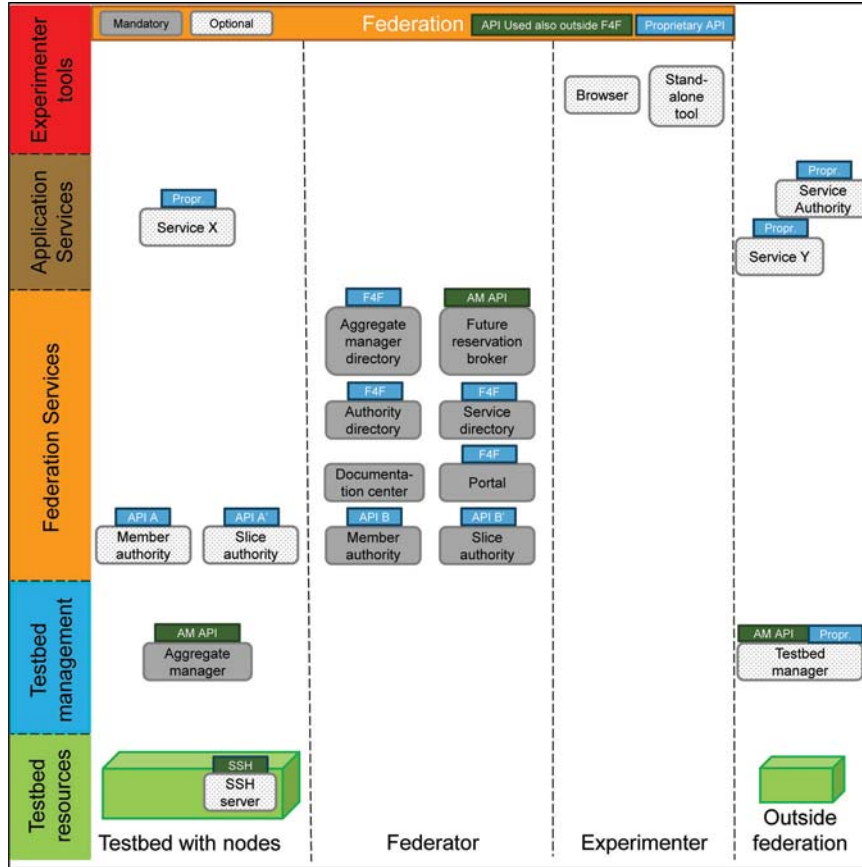 Mandatory
Optional
Federation
API Used also outside F4F
Proprietary API
Experimenter
tools
Browser
Stand-
alone
tool
Application
Services
Propr.
Service X
Propr.
Service
Authority
Propr.
Service Y
Federation Services
F4F
Aggregate
manager
directory
AM API
Future
reservation
broker
F4F
Authority
directory
F4F
Service
directory
Documenta-
tion center
F4F
Portal
API A
Member
authority
API A'
Slice
authority
API B
Member
authority
API B'
Slice
authority
Testbed
management
AM API
Aggregate
manager
AM API
Propr.
Testbed
manager
Testbed
resources
SSH
SSH
server
Testbed with nodes
Federator
Experimenter
Outside
federation